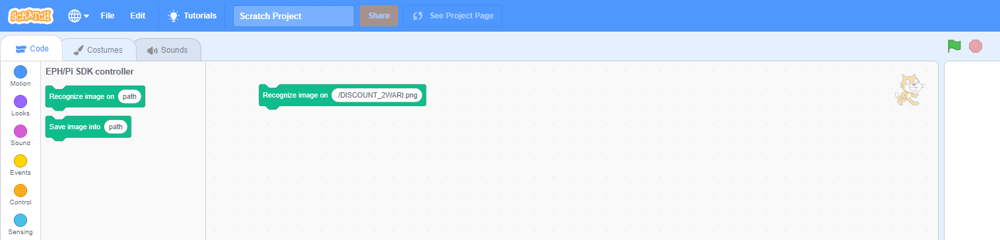 SCRATCH File Edit Tutorials Scratch Project Share See Project Page
Code Costumes Sounds
Motion
Looks
Sound
Events
Control
Sensing
EPH/Pi SDK controller
Recognize image on path
Save image into path
Recognize image on ./DISCOUNT_2WARI.png